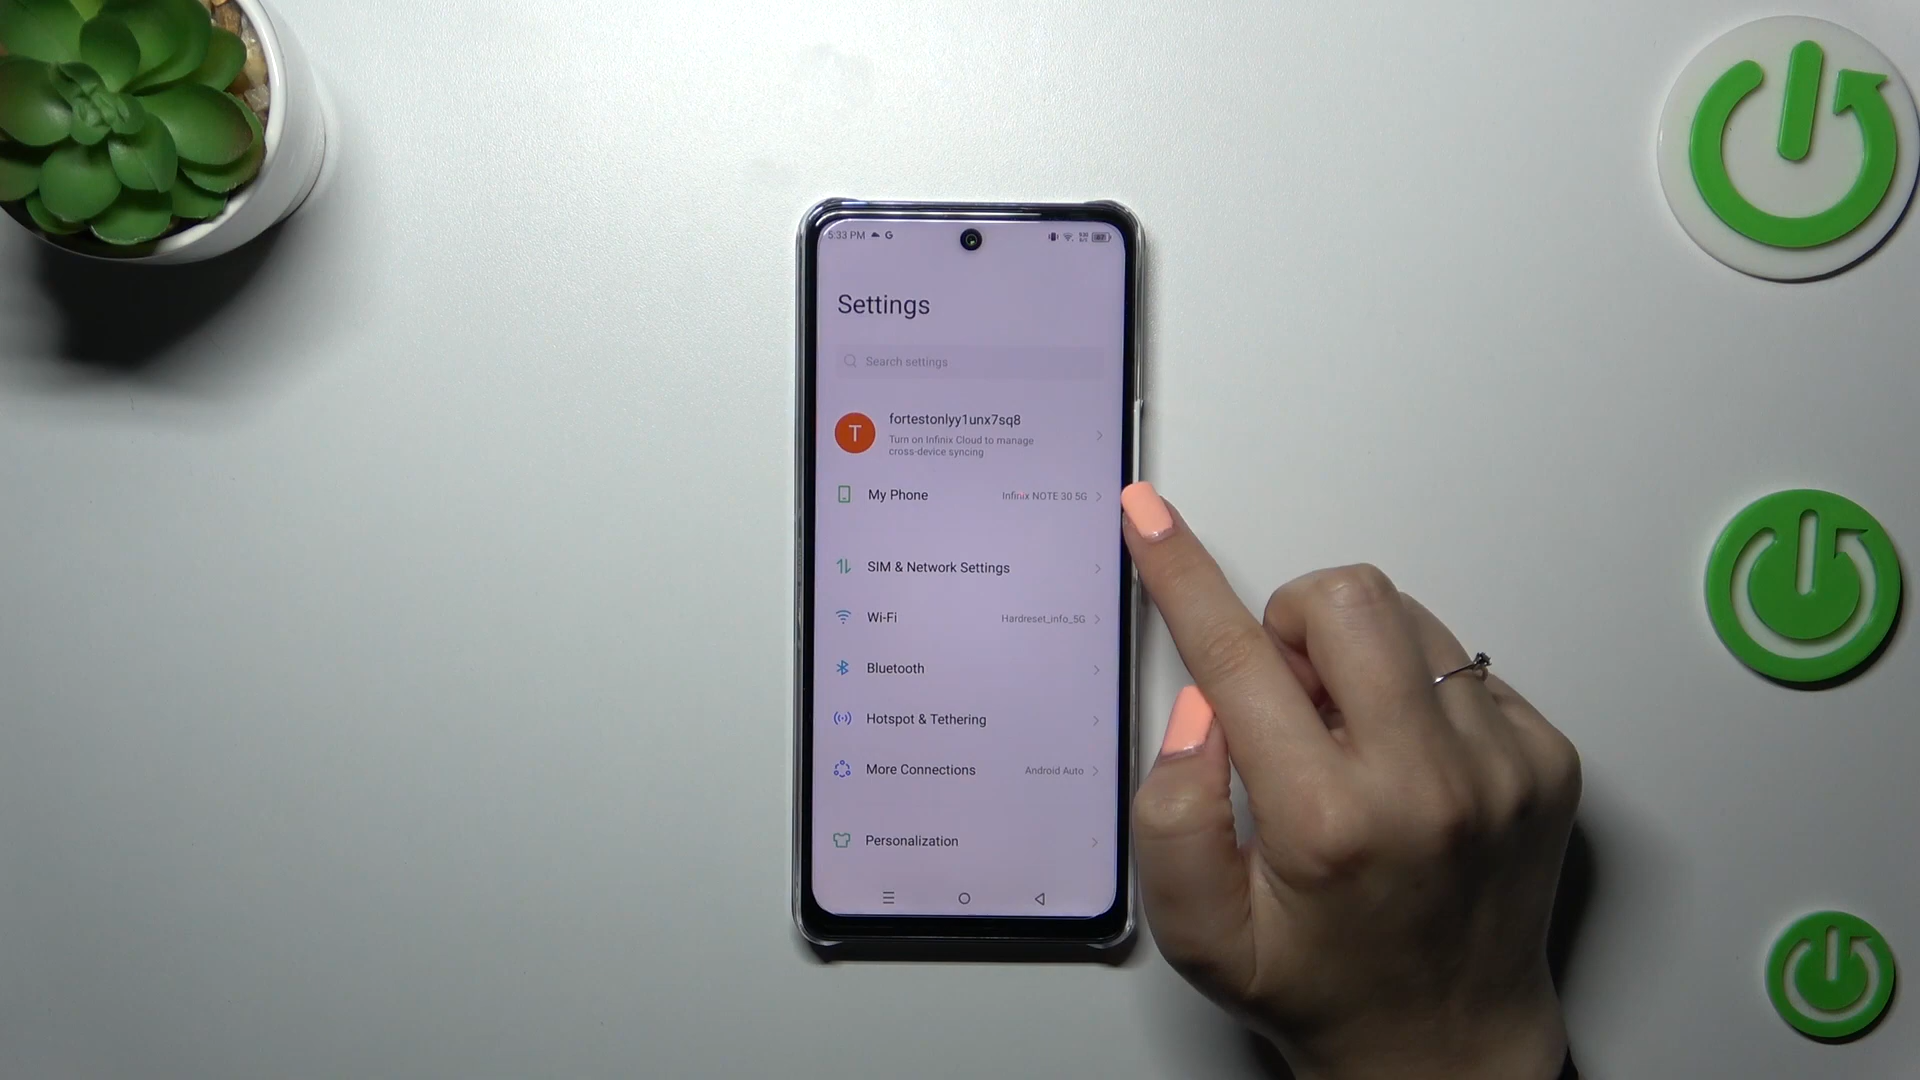 5:33 PM
Settings
Search settings
T
fortestonlyy1unx7sq8
Turn on Infinix Cloud to manage
cross-device syncing
My Phone Infinix NOTE 30 5G
SIM & Network Settings
Wi-Fi Hardreset_info_5G
Bluetooth
Hotspot & Tethering
More Connections Android Auto
Personalization